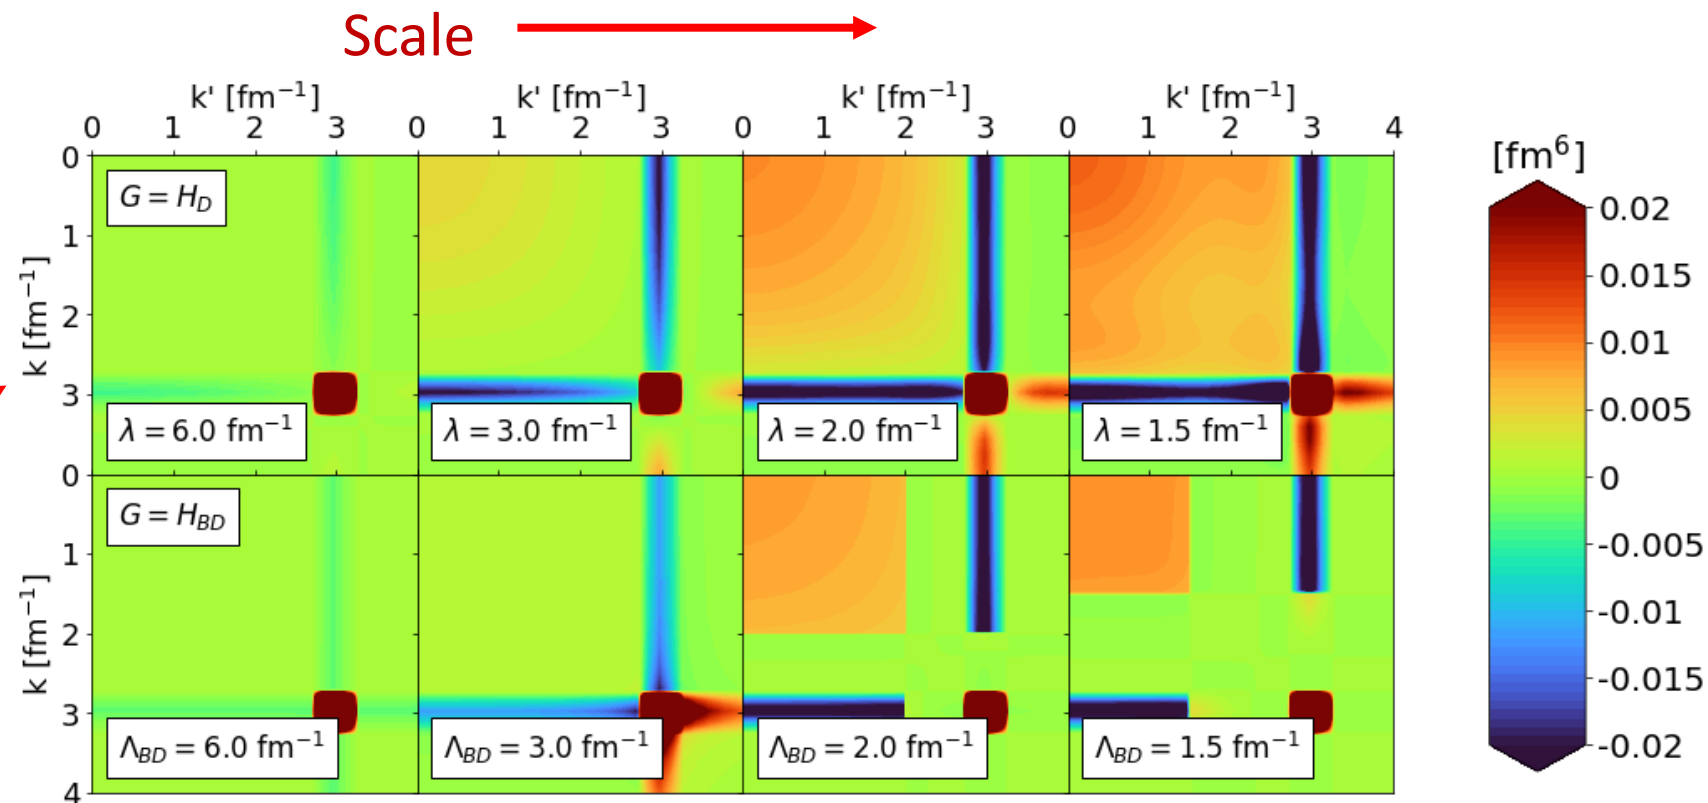 Scale
k' [fm⁻¹] k' [fm⁻¹] k' [fm⁻¹] k' [fm⁻¹]
0 1 2 3 0 1 2 3 0 1 2 3 0 1 2 3 4
[fm⁶]
k [fm⁻¹]
0
1
2
3
G = H_D
λ = 6.0 fm⁻¹
λ = 3.0 fm⁻¹
λ = 2.0 fm⁻¹
λ = 1.5 fm⁻¹
k [fm⁻¹]
0
1
2
3
4
G = H_BD
Λ_BD = 6.0 fm⁻¹
Λ_BD = 3.0 fm⁻¹
Λ_BD = 2.0 fm⁻¹
Λ_BD = 1.5 fm⁻¹
0.02
0.015
0.01
0.005
0
-0.005
-0.01
-0.015
-0.02